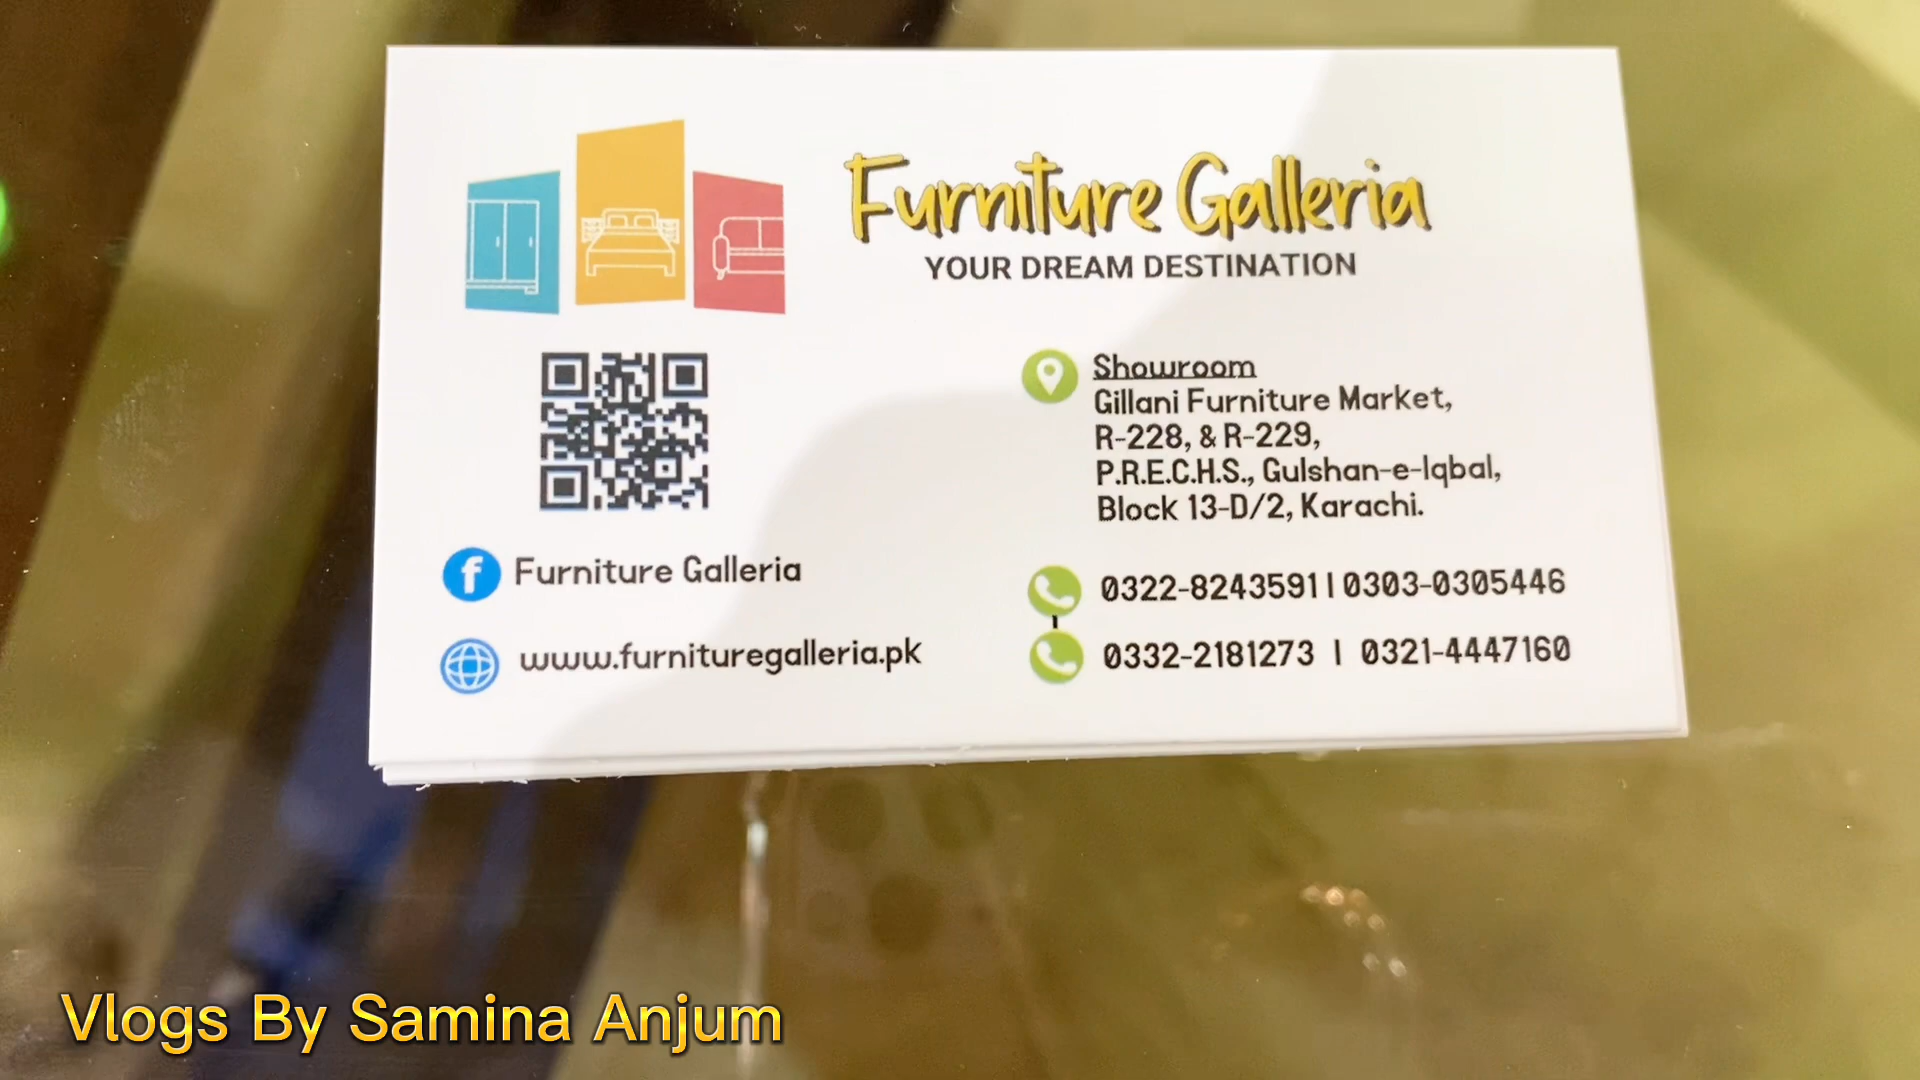 Furniture Galleria
YOUR DREAM DESTINATION
Showroom
Gillani Furniture Market,
R-228, & R-229,
P.R.E.C.H.S., Gulshan-e-Iqbal,
Block 13-D/2, Karachi.
f Furniture Galleria
www.furnituregalleria.pk
0322-8243591 | 0303-0305446
0332-2181273 | 0321-4447160
Vlogs By Samina Anjum